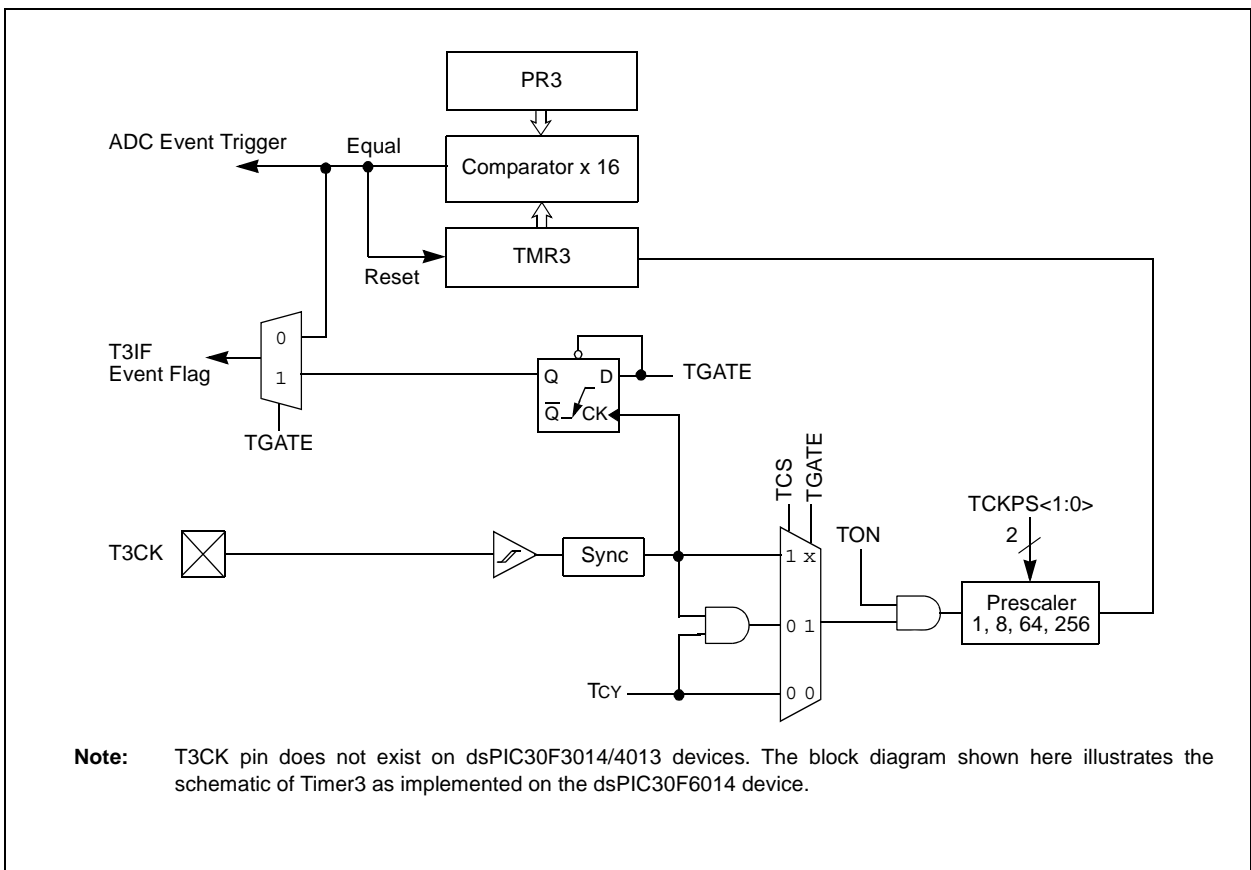 PR3
ADC Event Trigger
Equal
Comparator x 16
TMR3
Reset
0
T3IF
Event Flag
1
Q
D
TGATE
Q̅
CK
TGATE
TCS
TGATE
TCKPS<1:0>
2
TON
T3CK
Sync
1 x
Prescaler
1, 8, 64, 256
0 1
TCY
0 0
Note: T3CK pin does not exist on dsPIC30F3014/4013 devices. The block diagram shown here illustrates the
schematic of Timer3 as implemented on the dsPIC30F6014 device.